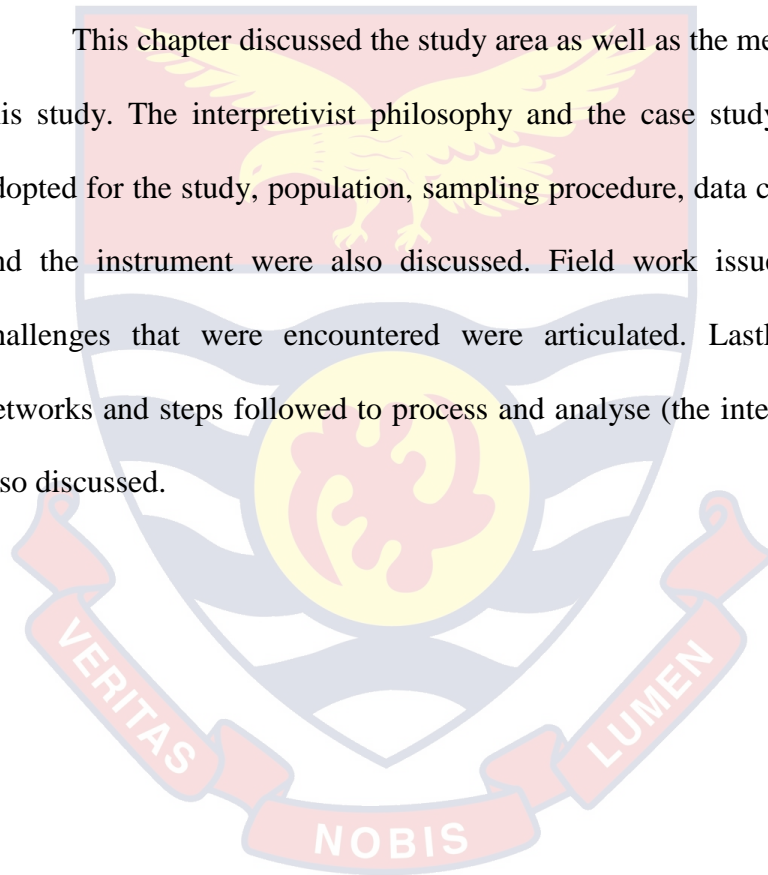 This chapter discussed the study area as well as the me
is study. The interpretivist philosophy and the case study
dopted for the study, population, sampling procedure, data c
nd the instrument were also discussed. Field work issue
hallenges that were encountered were articulated. Lastl
etworks and steps followed to process and analyse (the inte
so discussed.
VERITAS
NOBIS
LUMEN